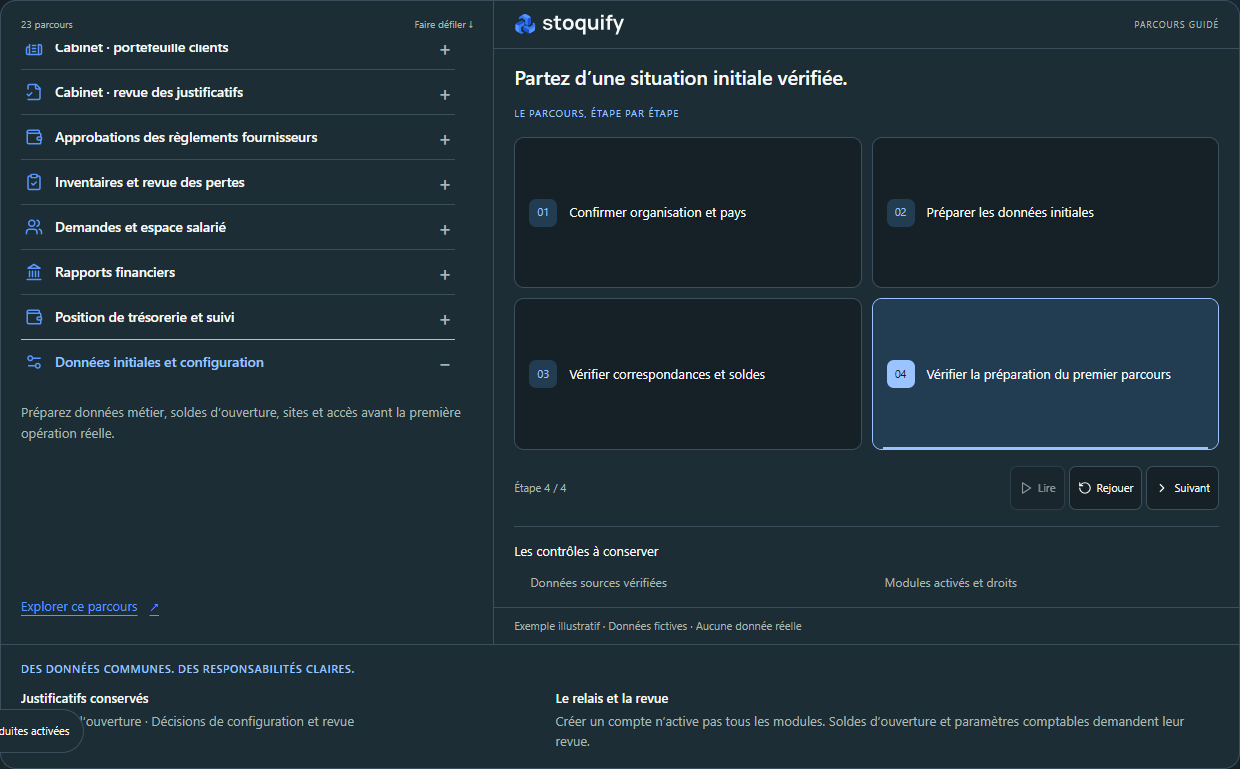 23 parcours
Faire défiler ↓
Cabinet · portefeuille clients
Cabinet · revue des justificatifs
Approbations des règlements fournisseurs
Inventaires et revue des pertes
Demandes et espace salarié
Rapports financiers
Position de trésorerie et suivi
Données initiales et configuration
Préparez données métier, soldes d’ouverture, sites et accès avant la première
opération réelle.
Explorer ce parcours ↗
stoquify
PARCOURS GUIDÉ
Partez d’une situation initiale vérifiée.
LE PARCOURS, ÉTAPE PAR ÉTAPE
01 Confirmer organisation et pays
02 Préparer les données initiales
03 Vérifier correspondances et soldes
04 Vérifier la préparation du premier parcours
Étape 4 / 4
Lire
Rejouer
Suivant
Les contrôles à conserver
Données sources vérifiées
Modules activés et droits
Exemple illustratif · Données fictives · Aucune donnée réelle
DES DONNÉES COMMUNES. DES RESPONSABILITÉS CLAIRES.
Justificatifs conservés
d’ouverture · Décisions de configuration et revue
duites activées
Le relais et la revue
Créer un compte n’active pas tous les modules. Soldes d’ouverture et paramètres comptables demandent leur
revue.